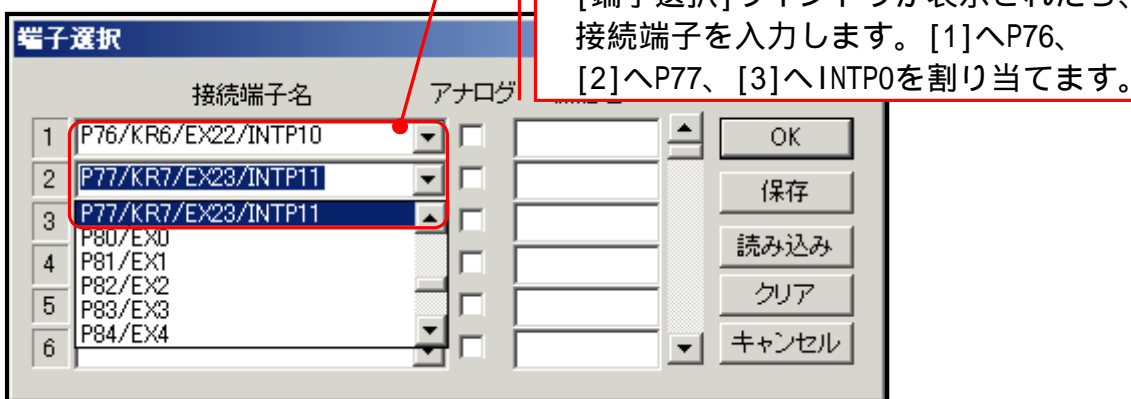 [端子選択]ウィンドウが表示されたら、
接続端子を入力します。[1]へP76、
[2]へP77、[3]へINTP0を割り当てます。
端子選択
接続端子名
アナログ
1 P76/KR6/EX22/INTP10
OK
2 P77/KR7/EX23/INTP11
保存
3 P77/KR7/EX23/INTP11
P80/EX0
読み込み
4 P81/EX1
P82/EX2
クリア
5 P83/EX3
P84/EX4
6
キャンセル